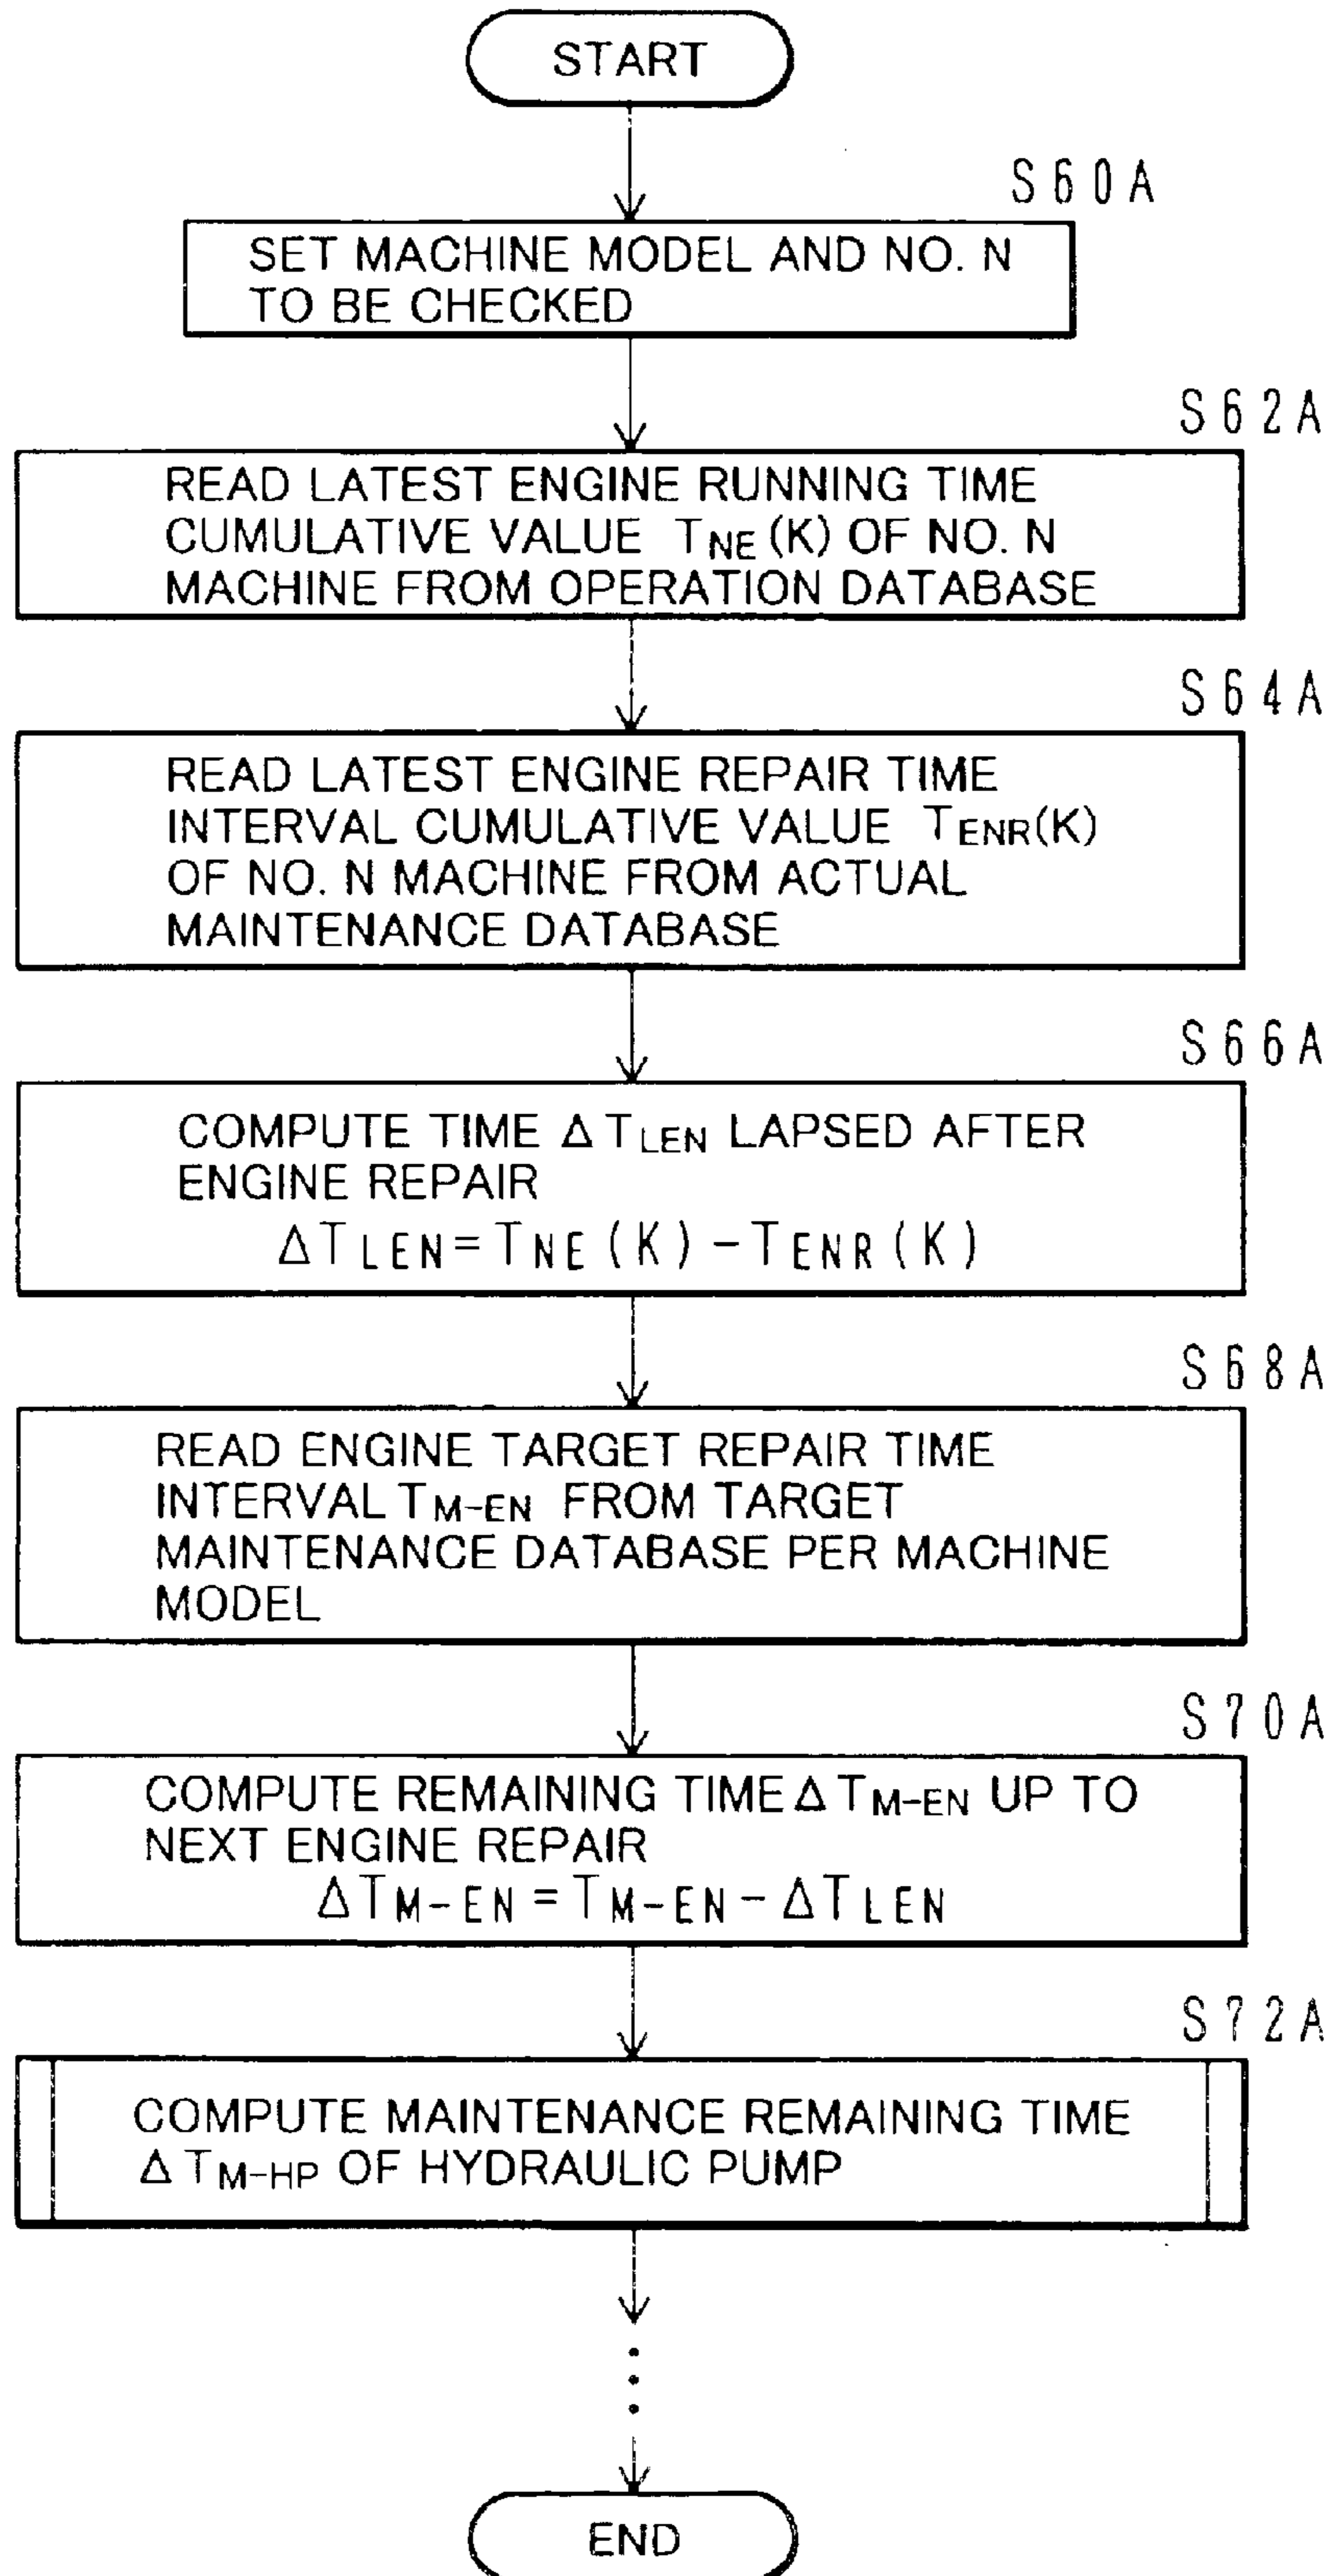 START
S60A
SET MACHINE MODEL AND NO. N
TO BE CHECKED
S62A
READ LATEST ENGINE RUNNING TIME
CUMULATIVE VALUE TNE(K) OF NO. N
MACHINE FROM OPERATION DATABASE
S64A
READ LATEST ENGINE REPAIR TIME
INTERVAL CUMULATIVE VALUE TENR(K)
OF NO. N MACHINE FROM ACTUAL
MAINTENANCE DATABASE
S66A
COMPUTE TIME ΔTLEN LAPSED AFTER
ENGINE REPAIR
ΔTLEN=TNE(K)-TENR(K)
S68A
READ ENGINE TARGET REPAIR TIME
INTERVAL TM-EN FROM TARGET
MAINTENANCE DATABASE PER MACHINE
MODEL
S70A
COMPUTE REMAINING TIME ΔTM-EN UP TO
NEXT ENGINE REPAIR
ΔTM-EN=TM-EN-ΔTLEN
S72A
COMPUTE MAINTENANCE REMAINING TIME
ΔTM-HP OF HYDRAULIC PUMP
END